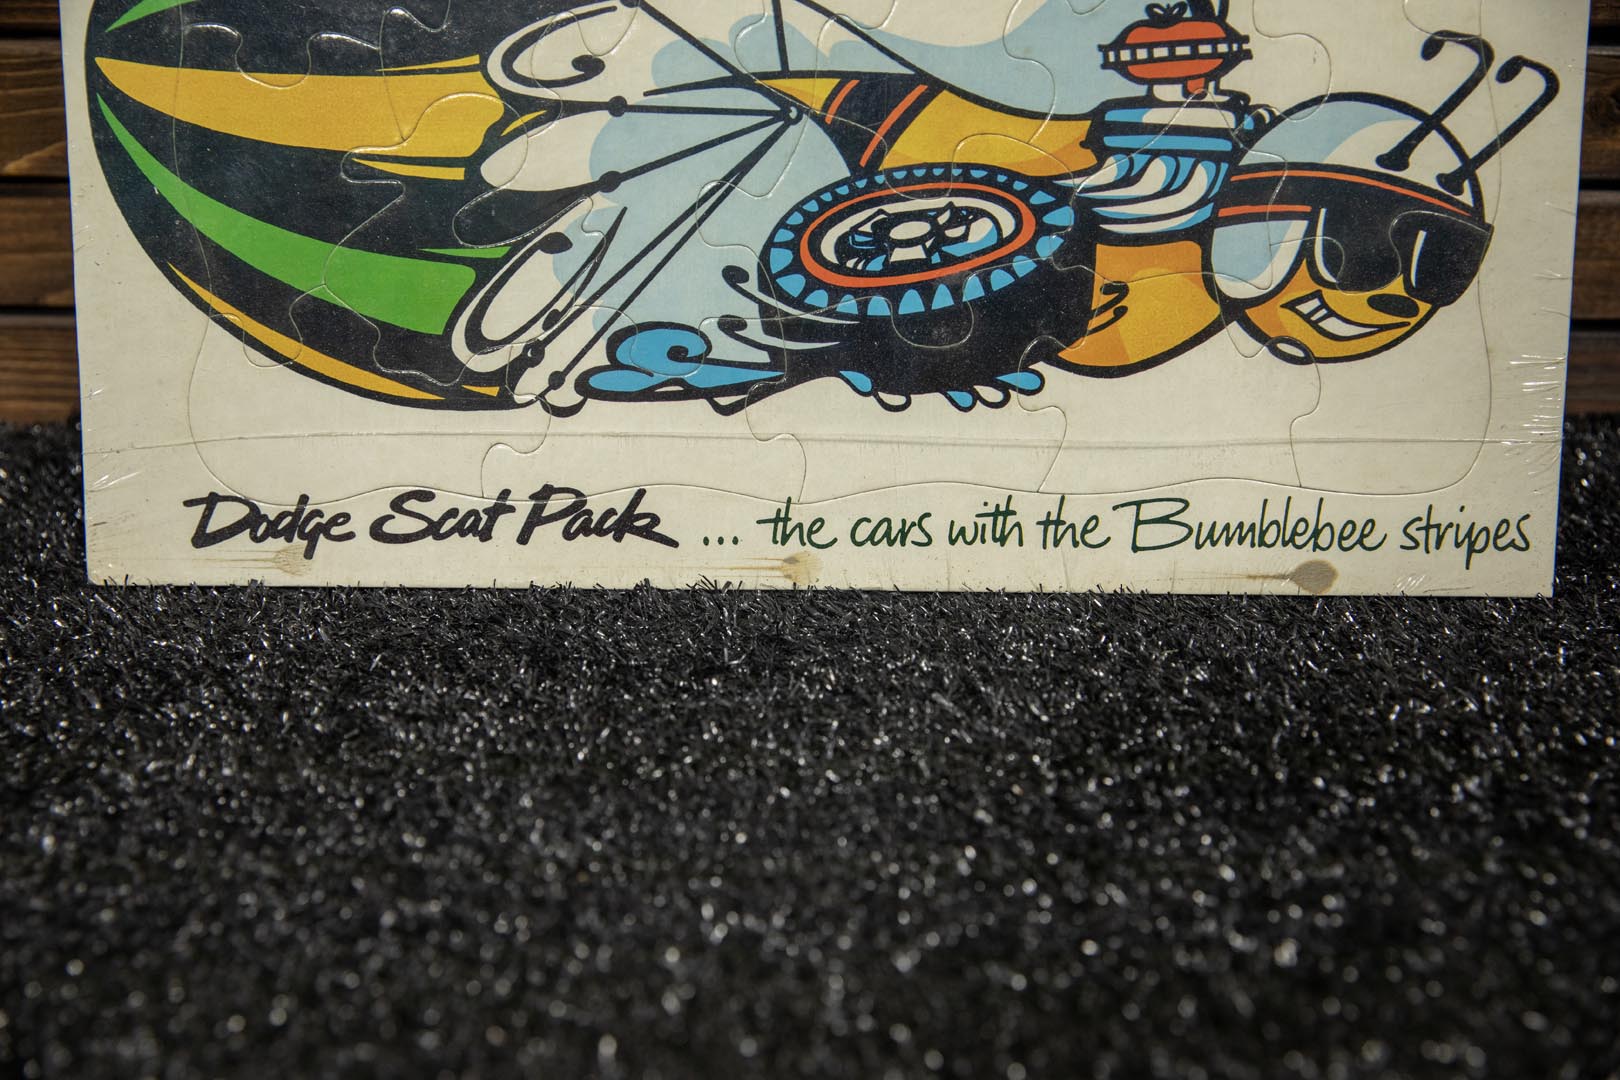 Dodge Scat Pack ... the cars with the Bumblebee stripes